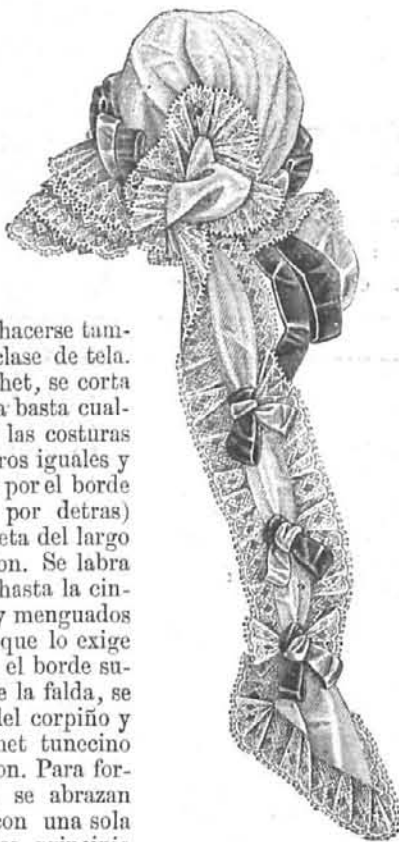 hacerse tam-
clase de tela.
het, se corta
a basta cual-
las costuras
ros iguales y
por el borde
por detras)
eta del largo
on. Se labra
hasta la cin-
y menguados
que lo exige
el borde su-
e la falda, se
del corpiño y
net tunecino
on. Para for-
se abrazan
con una sola
principio